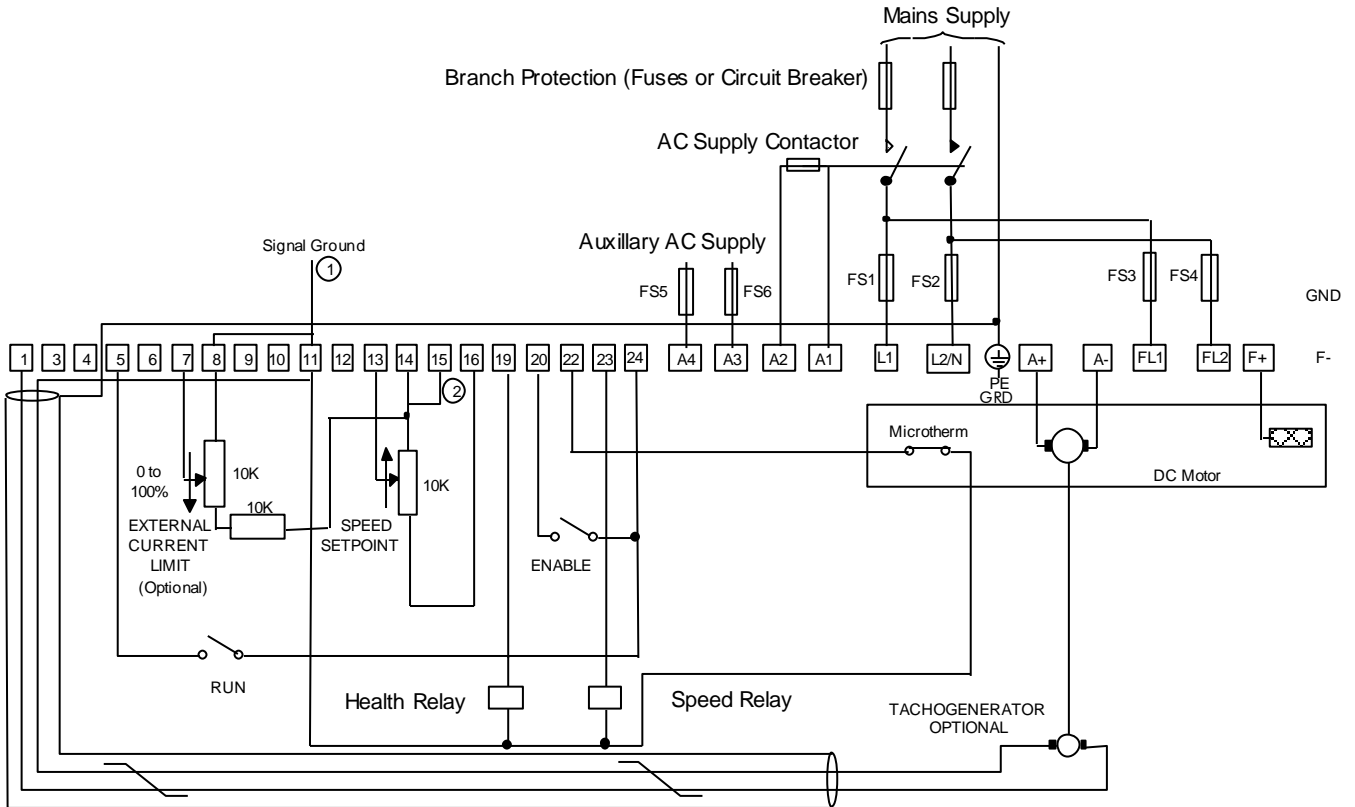 Mains Supply
Branch Protection (Fuses or Circuit Breaker)
AC Supply Contactor
Signal Ground
1
Auxillary AC Supply
FS5
FS6
FS1
FS2
FS3
FS4
GND
1 3 4 5 6 7 8 9 10 11 12 13 14 15 16 19 20 22 23 24 A4 A3 A2 A1 L1 L2/N A+ A- FL1 FL2 F+ F-
PE
GRD
2
Microtherm
DC Motor
0 to
100%
10K
10K
10K
EXTERNAL
CURRENT
LIMIT
(Optional)
SPEED
SETPOINT
ENABLE
RUN
Health Relay
Speed Relay
TACHOGENERATOR
OPTIONAL